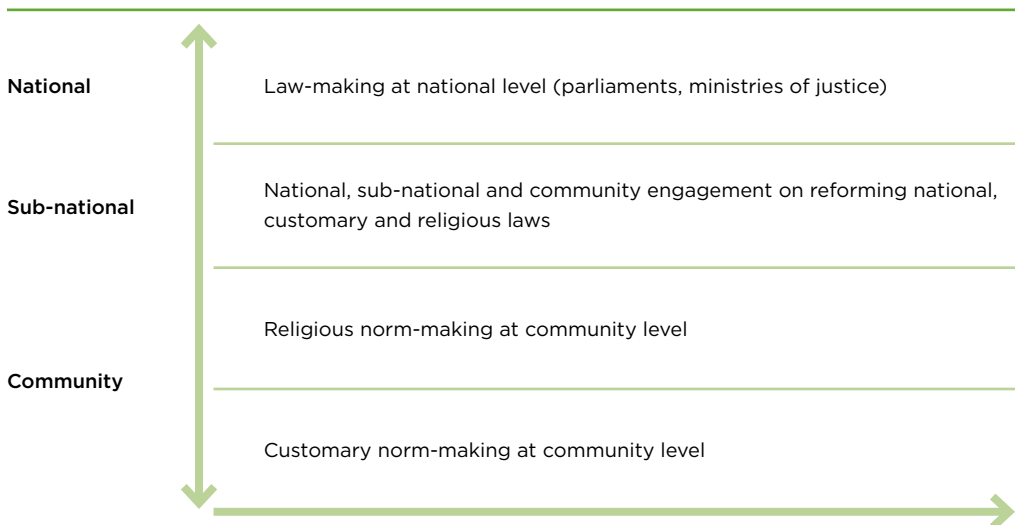 National
Law-making at national level (parliaments, ministries of justice)
Sub-national
National, sub-national and community engagement on reforming national,
customary and religious laws
Religious norm-making at community level
Community
Customary norm-making at community level